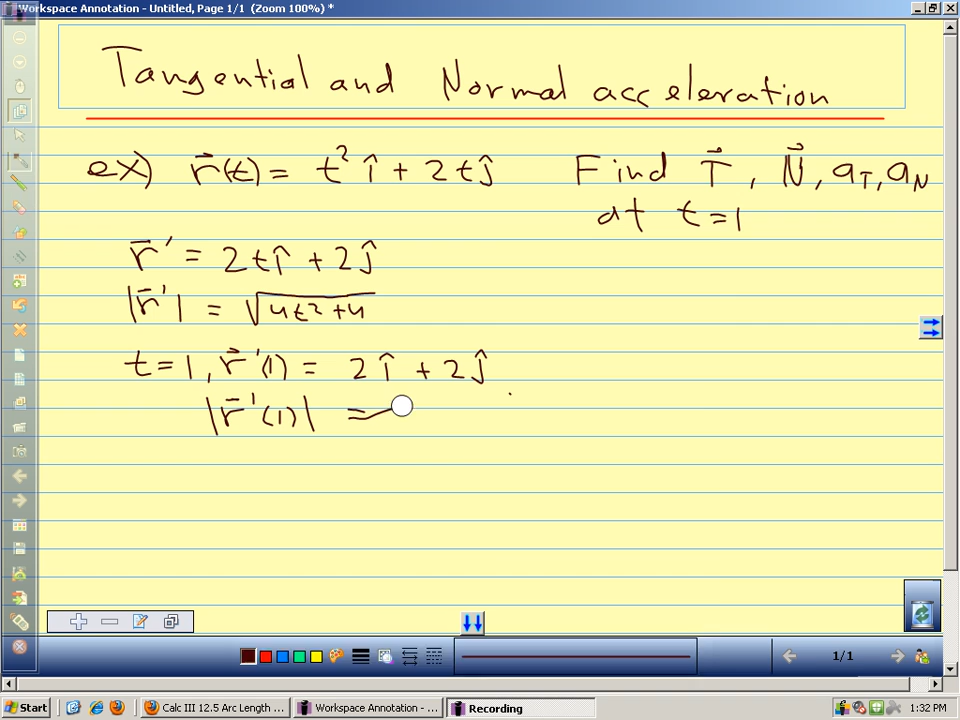 Workspace Annotation - Untitled, Page 1/1 (Zoom 100%) *
Tangential and Normal acceleration
ex) r⃗(t) = t² î + 2t ĵ Find T⃗, N⃗, a_T, a_N
at t = 1
r⃗' = 2t î + 2 ĵ
|r⃗'| = √(4t² + 4)
t = 1, r⃗'(1) = 2 î + 2 ĵ
|r⃗'(1)| =
1/1
Start
Calc III 12.5 Arc Length ...
Workspace Annotation - ...
Recording
1:32 PM